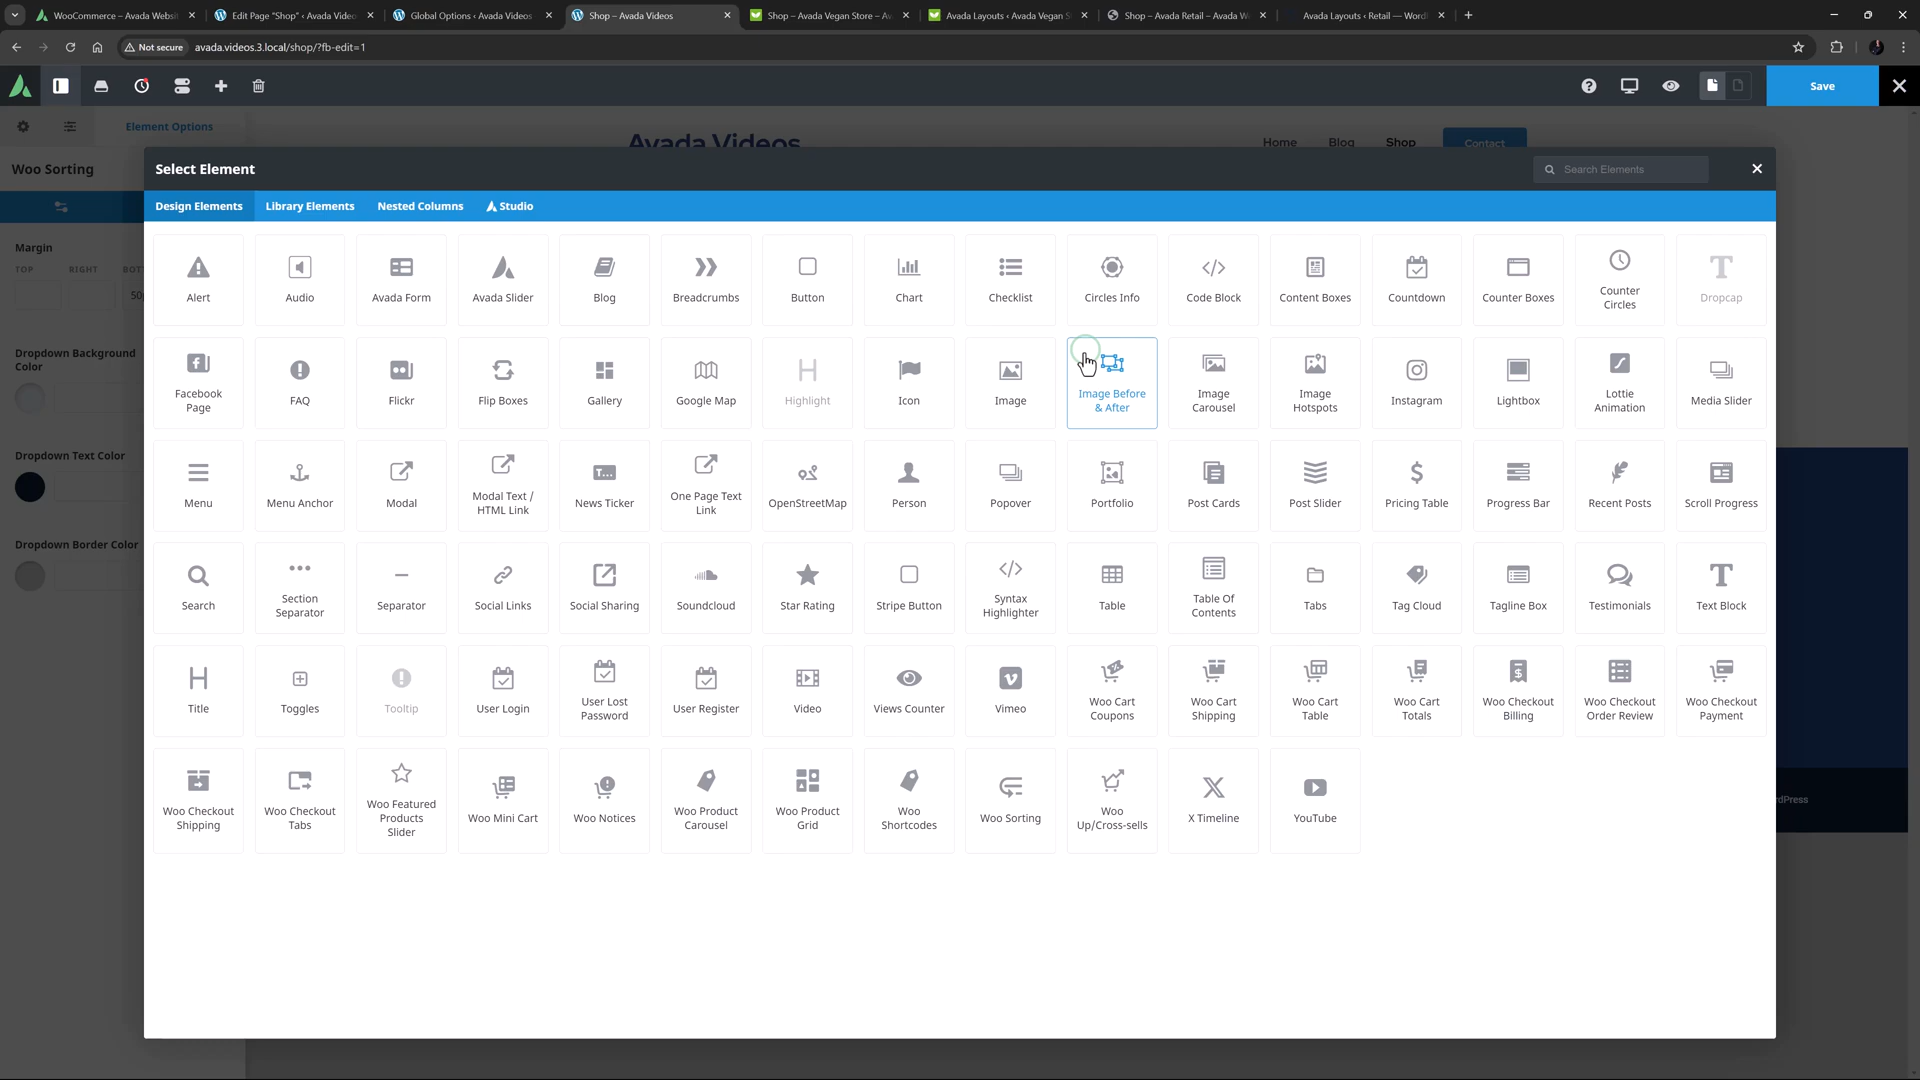 WooCommerce – Avada Websi
Edit Page "Shop" ‹ Avada Video
Global Options ‹ Avada Videos
Shop – Avada Videos
Shop – Avada Vegan Store – Av
Avada Layouts ‹ Avada Vegan S
Shop – Avada Retail – Avada W
Avada Layouts ‹ Retail — Word
Not secure
avada.videos.3.local/shop/?fb-edit=1
Save
Element Options
Avada Videos
Home
Blog
Shop
Contact
Woo Sorting
Select Element
Search Elements
Design Elements
Library Elements
Nested Columns
Studio
Margin
TOP
RIGHT
BOT
50p
Dropdown Background
Color
Dropdown Text Color
Dropdown Border Color
Alert
Audio
Avada Form
Avada Slider
Blog
Breadcrumbs
Button
Chart
Checklist
Circles Info
Code Block
Content Boxes
Countdown
Counter Boxes
Counter
Circles
Dropcap
Facebook
Page
FAQ
Flickr
Flip Boxes
Gallery
Google Map
Highlight
Icon
Image
Image Before
& After
Image
Carousel
Image
Hotspots
Instagram
Lightbox
Lottie
Animation
Media Slider
Menu
Menu Anchor
Modal
Modal Text /
HTML Link
News Ticker
One Page Text
Link
OpenStreetMap
Person
Popover
Portfolio
Post Cards
Post Slider
Pricing Table
Progress Bar
Recent Posts
Scroll Progress
Search
Section
Separator
Separator
Social Links
Social Sharing
Soundcloud
Star Rating
Stripe Button
Syntax
Highlighter
Table
Table Of
Contents
Tabs
Tag Cloud
Tagline Box
Testimonials
Text Block
Title
Toggles
Tooltip
User Login
User Lost
Password
User Register
Video
Views Counter
Vimeo
Woo Cart
Coupons
Woo Cart
Shipping
Woo Cart
Table
Woo Cart
Totals
Woo Checkout
Billing
Woo Checkout
Order Review
Woo Checkout
Payment
Woo Checkout
Shipping
Woo Checkout
Tabs
Woo Featured
Products
Slider
Woo Mini Cart
Woo Notices
Woo Product
Carousel
Woo Product
Grid
Woo
Shortcodes
Woo Sorting
Woo
Up/Cross-sells
X Timeline
YouTube
rdPress